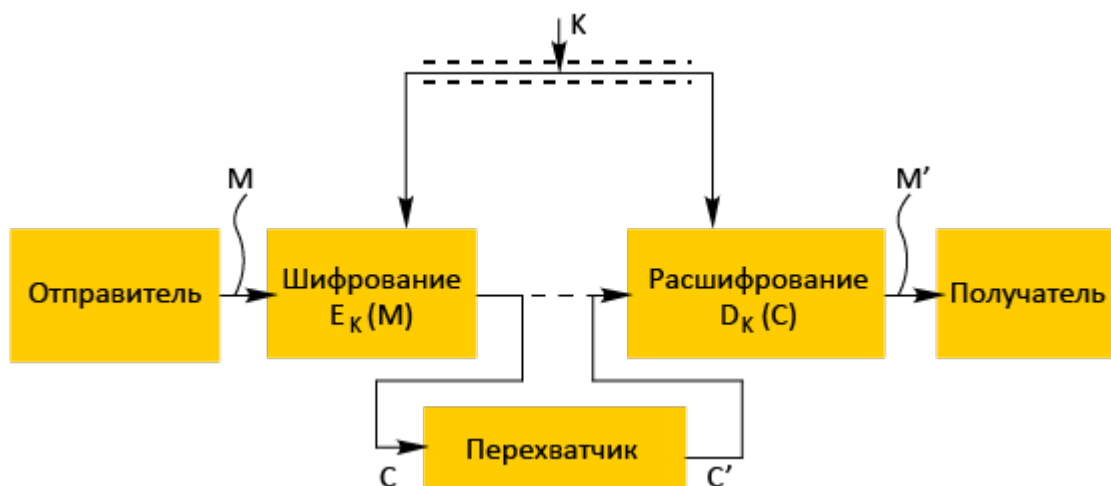 K
M
M'
Отправитель
Шифрование
E K (M)
Расшифрование
D K (C)
Получатель
Перехватчик
C
C'